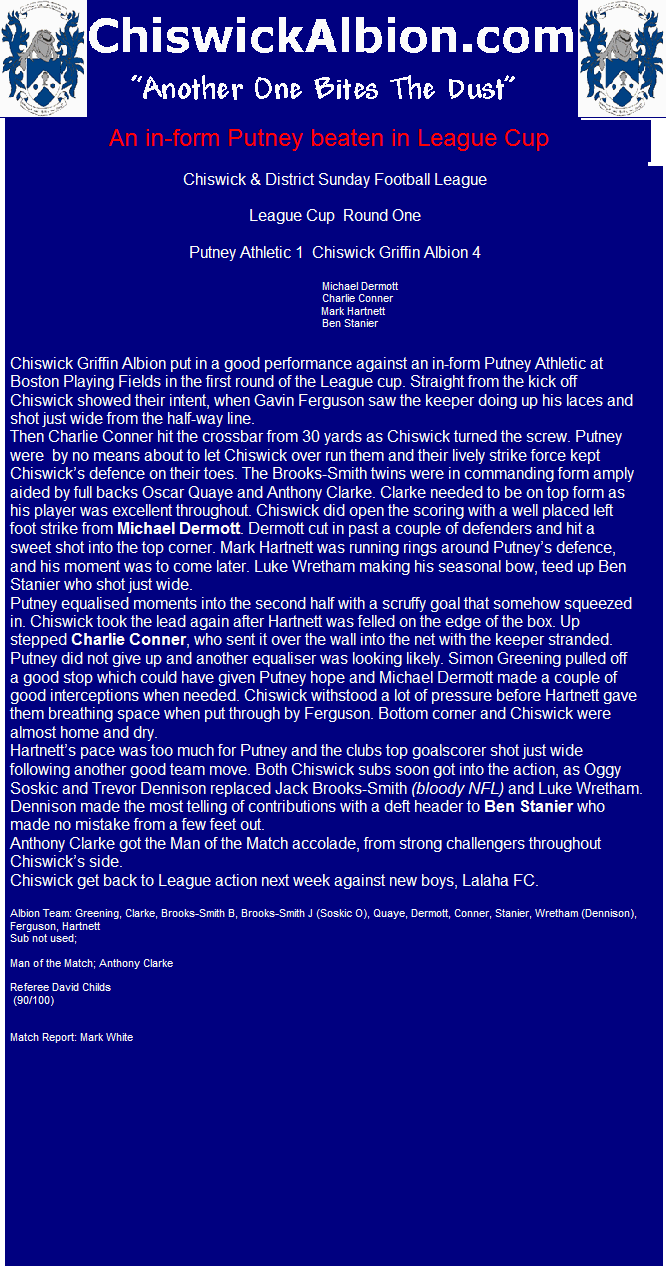 ChiswickAlbion.com
"Another One Bites The Dust"
An in-form Putney beaten in League Cup
Chiswick & District Sunday Football League
League Cup  Round One
Putney Athletic 1  Chiswick Griffin Albion 4
Michael Dermott
Charlie Conner
Mark Hartnett
Ben Stanier
Chiswick Griffin Albion put in a good performance against an in-form Putney Athletic at
Boston Playing Fields in the first round of the League cup. Straight from the kick off
Chiswick showed their intent, when Gavin Ferguson saw the keeper doing up his laces and
shot just wide from the half-way line.
Then Charlie Conner hit the crossbar from 30 yards as Chiswick turned the screw. Putney
were  by no means about to let Chiswick over run them and their lively strike force kept
Chiswick's defence on their toes. The Brooks-Smith twins were in commanding form amply
aided by full backs Oscar Quaye and Anthony Clarke. Clarke needed to be on top form as
his player was excellent throughout. Chiswick did open the scoring with a well placed left
foot strike from Michael Dermott. Dermott cut in past a couple of defenders and hit a
sweet shot into the top corner. Mark Hartnett was running rings around Putney's defence,
and his moment was to come later. Luke Wretham making his seasonal bow, teed up Ben
Stanier who shot just wide.
Putney equalised moments into the second half with a scruffy goal that somehow squeezed
in. Chiswick took the lead again after Hartnett was felled on the edge of the box. Up
stepped Charlie Conner, who sent it over the wall into the net with the keeper stranded.
Putney did not give up and another equaliser was looking likely. Simon Greening pulled off
a good stop which could have given Putney hope and Michael Dermott made a couple of
good interceptions when needed. Chiswick withstood a lot of pressure before Hartnett gave
them breathing space when put through by Ferguson. Bottom corner and Chiswick were
almost home and dry.
Hartnett's pace was too much for Putney and the clubs top goalscorer shot just wide
following another good team move. Both Chiswick subs soon got into the action, as Oggy
Soskic and Trevor Dennison replaced Jack Brooks-Smith (bloody NFL) and Luke Wretham.
Dennison made the most telling of contributions with a deft header to Ben Stanier who
made no mistake from a few feet out.
Anthony Clarke got the Man of the Match accolade, from strong challengers throughout
Chiswick's side.
Chiswick get back to League action next week against new boys, Lalaha FC.
Albion Team: Greening, Clarke, Brooks-Smith B, Brooks-Smith J (Soskic O), Quaye, Dermott, Conner, Stanier, Wretham (Dennison),
Ferguson, Hartnett
Sub not used;
Man of the Match; Anthony Clarke
Referee David Childs
(90/100)
Match Report: Mark White